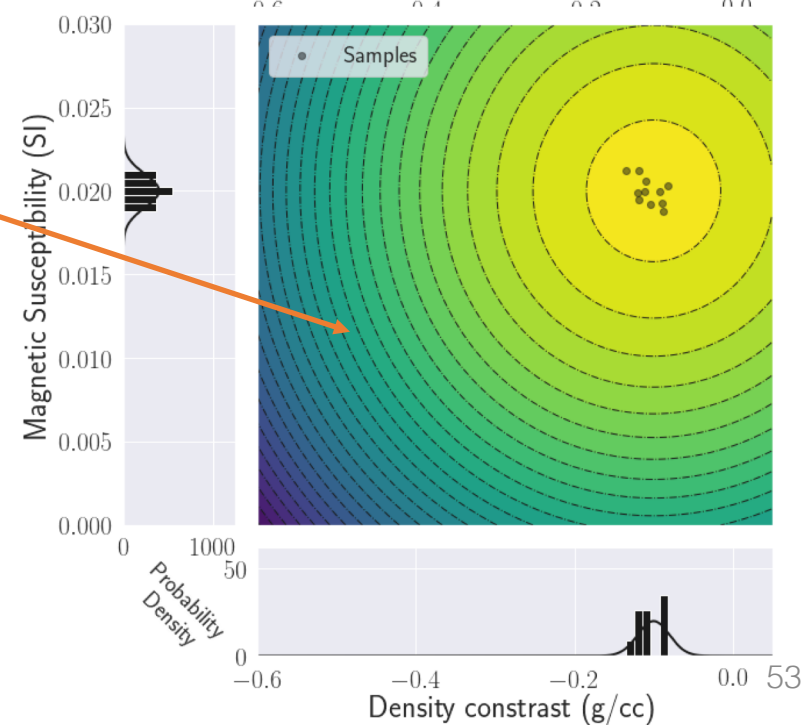 Samples
Magnetic Susceptibility (SI)
0.030
0.025
0.020
0.015
0.010
0.005
0.000
0 1000
Probability
Density
50
0
−0.6 −0.4 −0.2 0.0
Density constrast (g/cc)
53